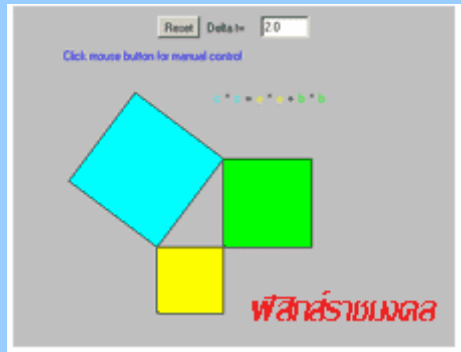 Reset Delta t= 2.0
Click mouse button for manual control
c * c = a * a + b * b
ฟิสิกส์ราชมงคล